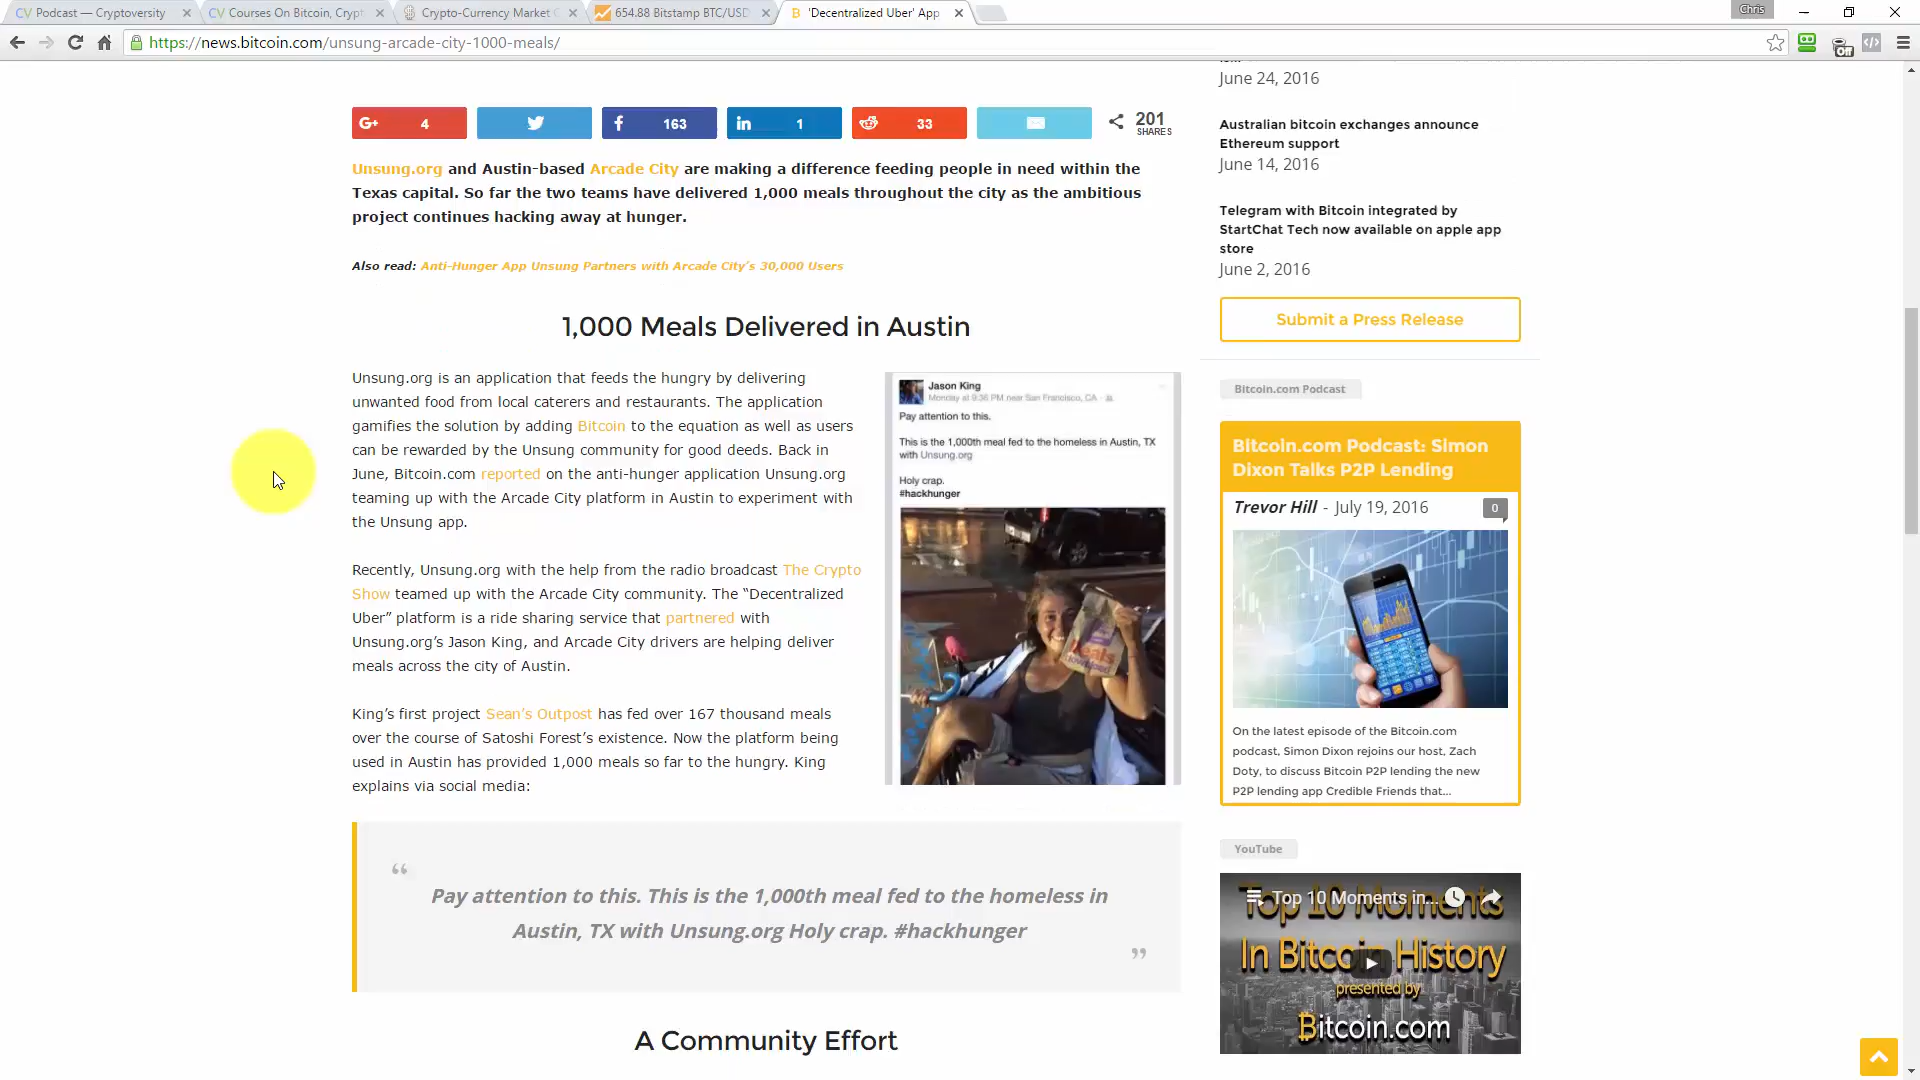 CV Podcast — Cryptoversity
CV Courses On Bitcoin, Crypt
Crypto-Currency Market C
654.88 Bitstamp BTC/USD
'Decentralized Uber' App
Chris
https://news.bitcoin.com/unsung-arcade-city-1000-meals/
Off
G+ 4
f 163
in 1
33
201
SHARES
Unsung.org and Austin-based Arcade City are making a difference feeding people in need within the
Texas capital. So far the two teams have delivered 1,000 meals throughout the city as the ambitious
project continues hacking away at hunger.
Also read: Anti-Hunger App Unsung Partners with Arcade City's 30,000 Users
1,000 Meals Delivered in Austin
Unsung.org is an application that feeds the hungry by delivering
unwanted food from local caterers and restaurants. The application
gamifies the solution by adding Bitcoin to the equation as well as users
can be rewarded by the Unsung community for good deeds. Back in
June, Bitcoin.com reported on the anti-hunger application Unsung.org
teaming up with the Arcade City platform in Austin to experiment with
the Unsung app.
Recently, Unsung.org with the help from the radio broadcast The Crypto
Show teamed up with the Arcade City community. The “Decentralized
Uber” platform is a ride sharing service that partnered with
Unsung.org's Jason King, and Arcade City drivers are helping deliver
meals across the city of Austin.
King's first project Sean's Outpost has fed over 167 thousand meals
over the course of Satoshi Forest's existence. Now the platform being
used in Austin has provided 1,000 meals so far to the hungry. King
explains via social media:
Jason King
Monday at 9:36 PM near San Francisco, CA ·
Pay attention to this.
This is the 1,000th meal fed to the homeless in Austin, TX
with Unsung.org
Holy crap.
#hackhunger
“
Pay attention to this. This is the 1,000th meal fed to the homeless in
Austin, TX with Unsung.org Holy crap. #hackhunger
”
A Community Effort
June 24, 2016
Australian bitcoin exchanges announce
Ethereum support
June 14, 2016
Telegram with Bitcoin integrated by
StartChat Tech now available on apple app
store
June 2, 2016
Submit a Press Release
Bitcoin.com Podcast
Bitcoin.com Podcast: Simon
Dixon Talks P2P Lending
Trevor Hill - July 19, 2016
0
On the latest episode of the Bitcoin.com
podcast, Simon Dixon rejoins our host, Zach
Doty, to discuss Bitcoin P2P lending the new
P2P lending app Credible Friends that...
YouTube
Top 10 Moments in...
Top 10 Moments
In Bitcoin History
presented by
Bitcoin.com